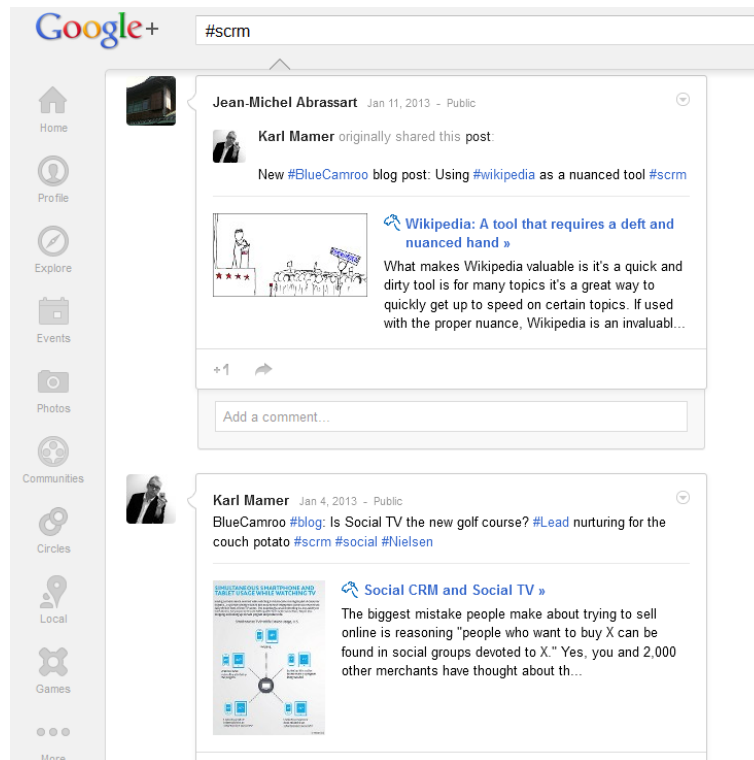 Google+
#scrm
Home
Profile
Explore
Events
Photos
Communities
Circles
Local
Games
More
Jean-Michel Abrassart Jan 11, 2013 - Public
Karl Mamer originally shared this post:
New #BlueCamroo blog post: Using #wikipedia as a nuanced tool #scrm
Wikipedia: A tool that requires a deft and
nuanced hand »
What makes Wikipedia valuable is it's a quick and
dirty tool is for many topics it's a great way to
quickly get up to speed on certain topics. If used
with the proper nuance, Wikipedia is an invaluabl...
+1
Add a comment...
Karl Mamer Jan 4, 2013 - Public
BlueCamroo #blog: Is Social TV the new golf course? #Lead nurturing for the
couch potato #scrm #social #Nielsen
SIMULTANEOUS SMARTPHONE AND
TABLET USAGE WHILE WATCHING TV
Social CRM and Social TV »
The biggest mistake people make about trying to sell
online is reasoning "people who want to buy X can be
found in social groups devoted to X." Yes, you and 2,000
other merchants have thought about th...